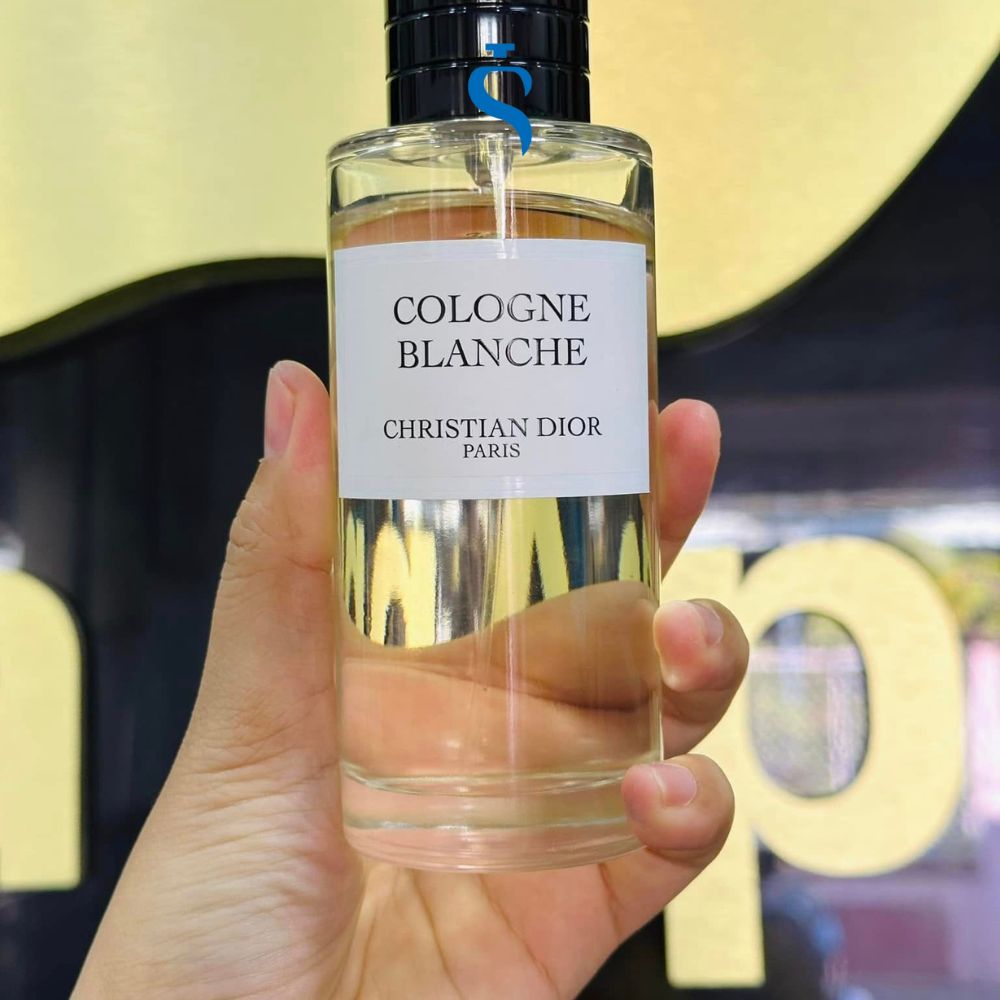 COLOGNE
BLANCHE
CHRISTIAN DIOR
PARIS
p